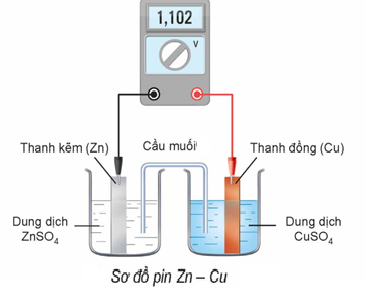 1,102
V
Thanh kẽm (Zn)
Cầu muối
Thanh đồng (Cu)
Dung dịch
ZnSO₄
Dung dịch
CuSO₄
Sơ đồ pin Zn – Cu